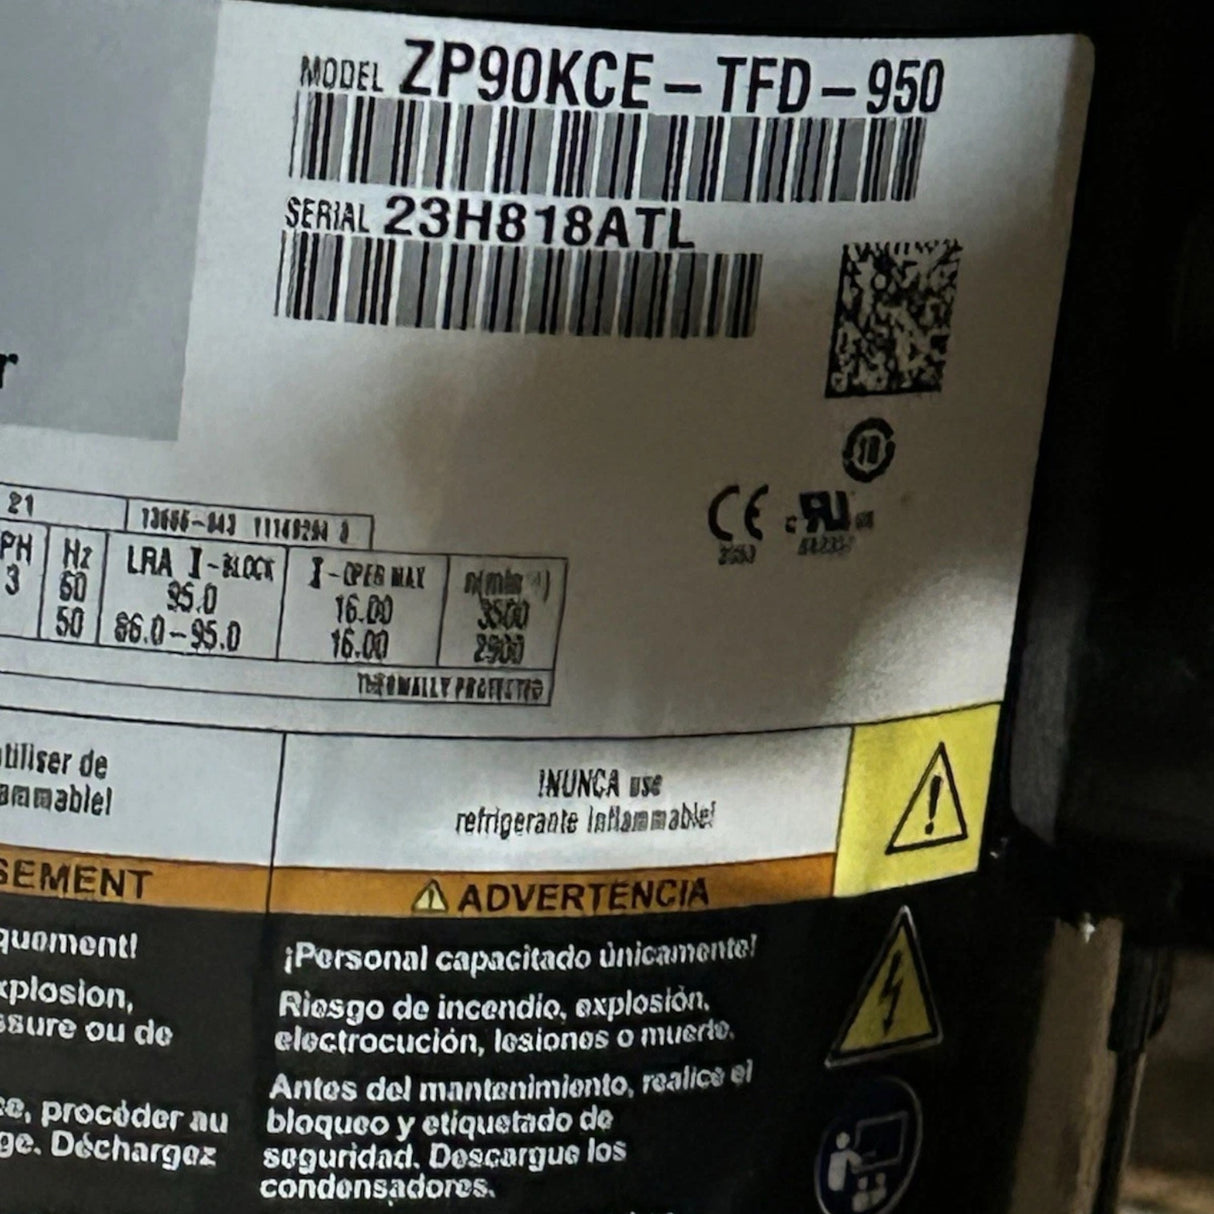 MODEL ZP90KCE-TFD-950
SERIAL 23H818ATL
r
21
PH Hz LRA I-BLOCK I-OPER MAX
3 60 95.0 16.00 3500
50 86.0-95.0 16.00 2900
THERMALLY PROTECTED
CE
tiliser de
ammable!
¡NUNCA use
refrigerante inflammable!
SEMENT
ADVERTENCIA
quement!
xplosion,
ssure ou de
ce, procéder au
ge. Déchargez
¡Personal capacitado únicamente!
Riesgo de incendio, explosión,
electrocución, lesiones o muerte.
Antes del mantenimiento, realice el
bloqueo y etiquetado de
seguridad. Descargue los
condensadores.